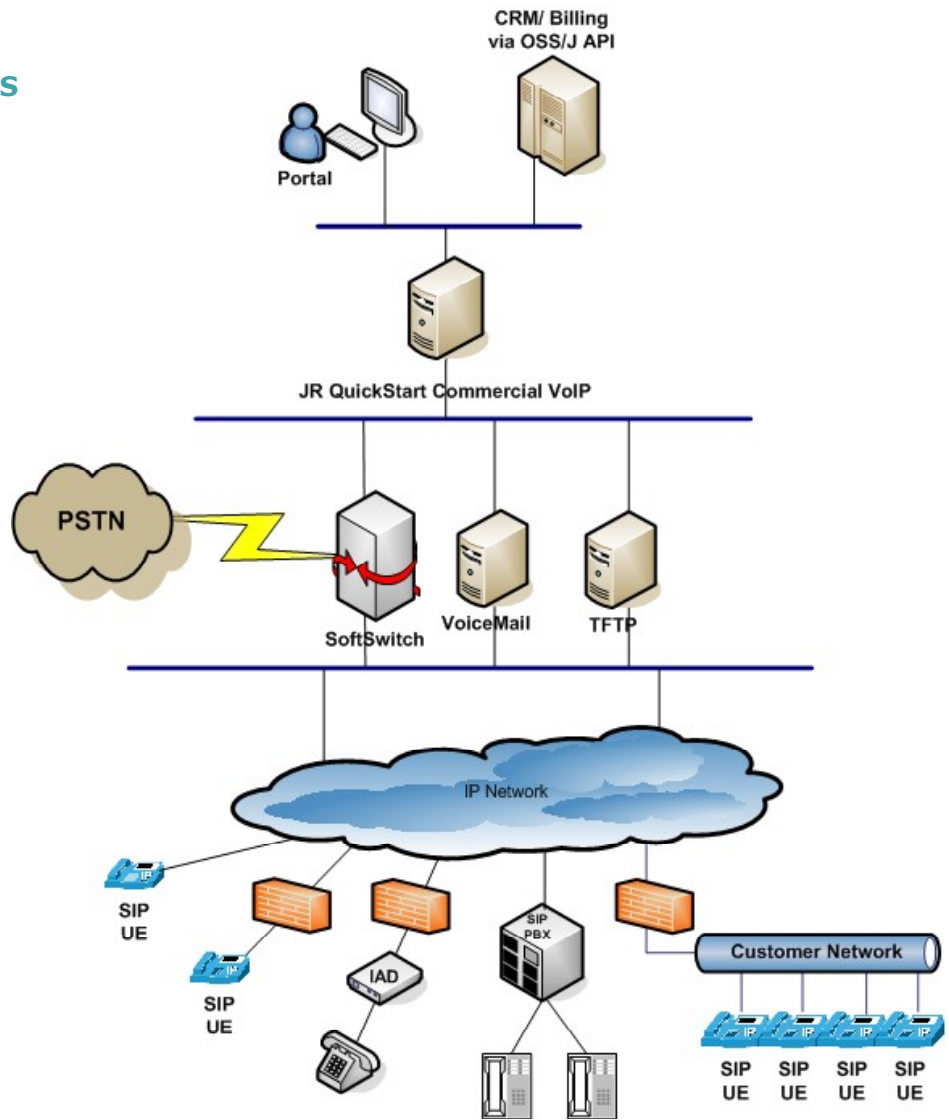 CRM/ Billing
via OSS/J API
s
Portal
JR QuickStart Commercial VoIP
PSTN
SoftSwitch
VoiceMail
TFTP
IP Network
IP
SIP
UE
IP
SIP
UE
IAD
SIP
PBX
Customer Network
IP
IP
IP
IP
SIP
UE
SIP
UE
SIP
UE
SIP
UE